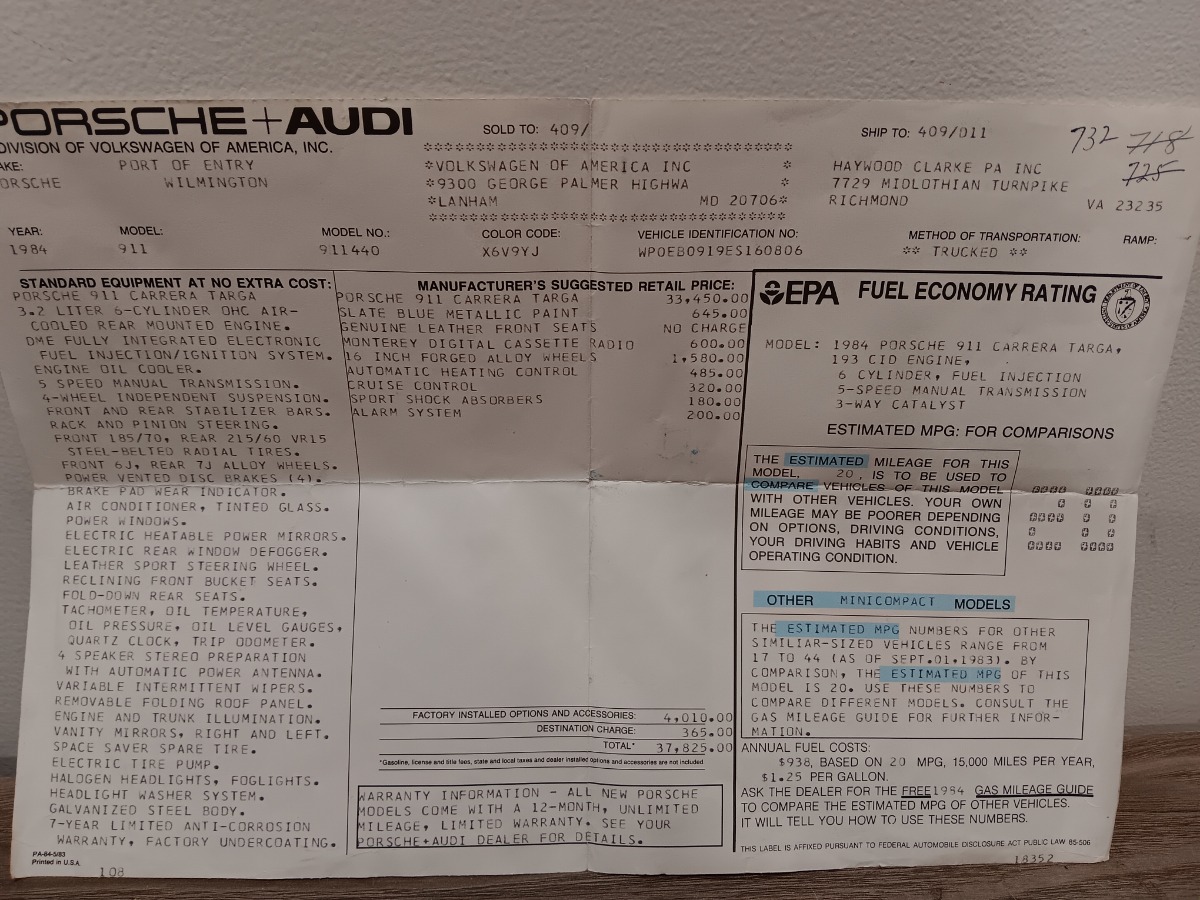 PORSCHE+AUDI
DIVISION OF VOLKSWAGEN OF AMERICA, INC.
SOLD TO: 409/
SHIP TO: 409/011
732 718
725
AKE: PORT OF ENTRY
ORSCHE WILMINGTON
*VOLKSWAGEN OF AMERICA INC *
*9300 GEORGE PALMER HIGHWA *
*LANHAM MD 20706*
HAYWOOD CLARKE PA INC
7729 MIDLOTHIAN TURNPIKE
RICHMOND VA 23235
YEAR: MODEL: MODEL NO.: COLOR CODE: VEHICLE IDENTIFICATION NO: METHOD OF TRANSPORTATION: RAMP:
1984 911 911440 X6V9YJ WPOEB0919ES160806 ** TRUCKED **
STANDARD EQUIPMENT AT NO EXTRA COST:
PORSCHE 911 CARRERA TARGA
3.2 LITER 6-CYLINDER OHC AIR-
COOLED REAR MOUNTED ENGINE.
DME FULLY INTEGRATED ELECTRONIC
FUEL INJECTION/IGNITION SYSTEM.
ENGINE OIL COOLER.
5 SPEED MANUAL TRANSMISSION.
4-WHEEL INDEPENDENT SUSPENSION.
FRONT AND REAR STABILIZER BARS.
RACK AND PINION STEERING.
FRONT 185/70, REAR 215/60 VR15
STEEL-BELTED RADIAL TIRES.
FRONT 6J, REAR 7J ALLOY WHEELS.
POWER VENTED DISC BRAKES (4).
BRAKE PAD WEAR INDICATOR.
AIR CONDITIONER, TINTED GLASS.
POWER WINDOWS.
ELECTRIC HEATABLE POWER MIRRORS.
ELECTRIC REAR WINDOW DEFOGGER.
LEATHER SPORT STEERING WHEEL.
RECLINING FRONT BUCKET SEATS.
FOLD-DOWN REAR SEATS.
TACHOMETER, OIL TEMPERATURE,
OIL PRESSURE, OIL LEVEL GAUGES,
QUARTZ CLOCK, TRIP ODOMETER.
4 SPEAKER STEREO PREPARATION
WITH AUTOMATIC POWER ANTENNA.
VARIABLE INTERMITTENT WIPERS.
REMOVABLE FOLDING ROOF PANEL.
ENGINE AND TRUNK ILLUMINATION.
VANITY MIRRORS, RIGHT AND LEFT.
SPACE SAVER SPARE TIRE.
ELECTRIC TIRE PUMP.
HALOGEN HEADLIGHTS, FOGLIGHTS.
HEADLIGHT WASHER SYSTEM.
GALVANIZED STEEL BODY.
7-YEAR LIMITED ANTI-CORROSION
WARRANTY, FACTORY UNDERCOATING.
PA-64-5/83
Printed in U.S.A.
108
MANUFACTURER'S SUGGESTED RETAIL PRICE:
PORSCHE 911 CARRERA TARGA 33,450.00
SLATE BLUE METALLIC PAINT 645.00
GENUINE LEATHER FRONT SEATS NO CHARGE
MONTEREY DIGITAL CASSETTE RADIO 600.00
16 INCH FORGED ALLOY WHEELS 1,580.00
AUTOMATIC HEATING CONTROL 485.00
CRUISE CONTROL 320.00
SPORT SHOCK ABSORBERS 180.00
ALARM SYSTEM 200.00
FACTORY INSTALLED OPTIONS AND ACCESSORIES: 4,010.00
DESTINATION CHARGE: 365.00
TOTAL* 37,825.00
*Gasoline, license and title fees, state and local taxes and dealer installed options and accessories are not included
WARRANTY INFORMATION - ALL NEW PORSCHE
MODELS COME WITH A 12-MONTH, UNLIMITED
MILEAGE, LIMITED WARRANTY. SEE YOUR
PORSCHE+AUDI DEALER FOR DETAILS.
EPA FUEL ECONOMY RATING
MODEL: 1984 PORSCHE 911 CARRERA TARGA,
193 CID ENGINE,
6 CYLINDER, FUEL INJECTION
5-SPEED MANUAL TRANSMISSION
3-WAY CATALYST
ESTIMATED MPG: FOR COMPARISONS
THE ESTIMATED MILEAGE FOR THIS
MODEL, 20, IS TO BE USED TO
COMPARE VEHICLES OF THIS MODEL
WITH OTHER VEHICLES. YOUR OWN
MILEAGE MAY BE POORER DEPENDING
ON OPTIONS, DRIVING CONDITIONS,
YOUR DRIVING HABITS AND VEHICLE
OPERATING CONDITION.
20
OTHER MINICOMPACT MODELS
THE ESTIMATED MPG NUMBERS FOR OTHER
SIMILIAR-SIZED VEHICLES RANGE FROM
17 TO 44 (AS OF SEPT.01,1983). BY
COMPARISON, THE ESTIMATED MPG OF THIS
MODEL IS 20. USE THESE NUMBERS TO
COMPARE DIFFERENT MODELS. CONSULT THE
GAS MILEAGE GUIDE FOR FURTHER INFOR-
MATION.
ANNUAL FUEL COSTS:
$938, BASED ON 20 MPG, 15,000 MILES PER YEAR,
$1.25 PER GALLON.
ASK THE DEALER FOR THE FREE 1984 GAS MILEAGE GUIDE
TO COMPARE THE ESTIMATED MPG OF OTHER VEHICLES.
IT WILL TELL YOU HOW TO USE THESE NUMBERS.
THIS LABEL IS AFFIXED PURSUANT TO FEDERAL AUTOMOBILE DISCLOSURE ACT PUBLIC LAW 85-506
18352